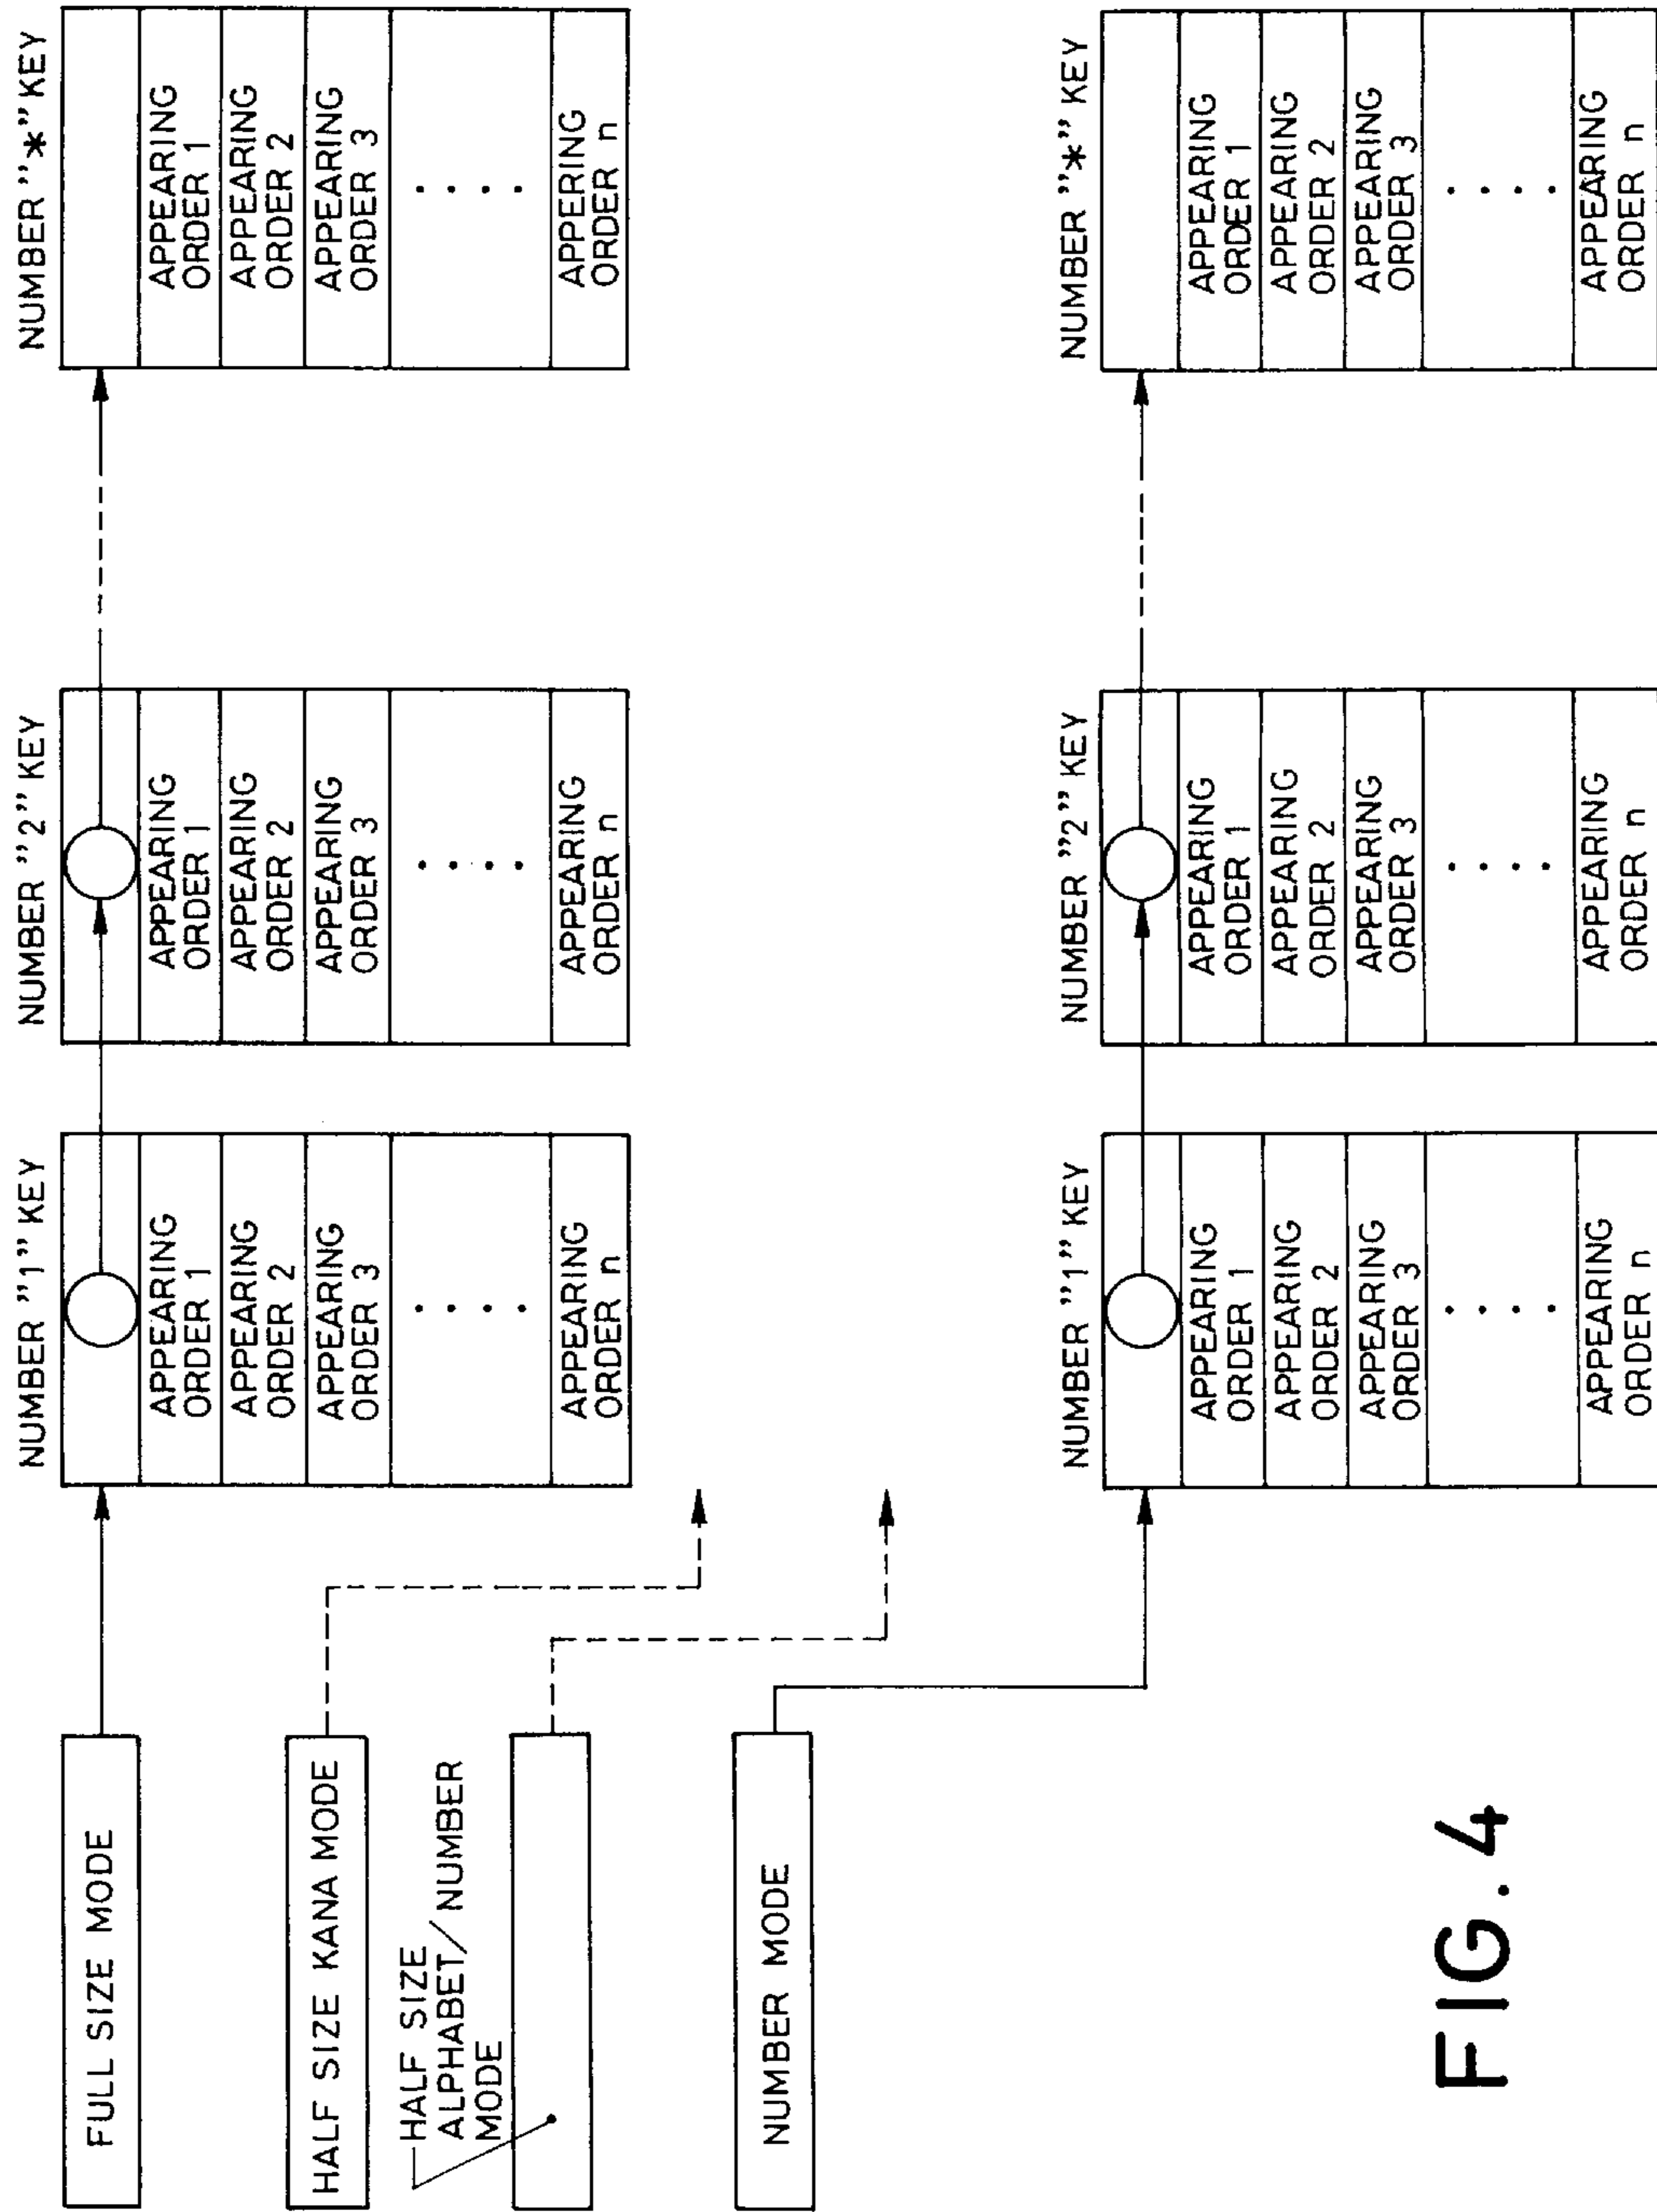 FULL SIZE MODE
HALF SIZE KANA MODE
HALF SIZE
ALPHABET/NUMBER
MODE
NUMBER MODE
NUMBER "1" KEY
APPEARING
ORDER 1
APPEARING
ORDER 2
APPEARING
ORDER 3
. . . .
APPEARING
ORDER n
NUMBER "2" KEY
APPEARING
ORDER 1
APPEARING
ORDER 2
APPEARING
ORDER 3
. . . .
APPEARING
ORDER n
NUMBER "*" KEY
APPEARING
ORDER 1
APPEARING
ORDER 2
APPEARING
ORDER 3
. . . .
APPERING
ORDER n
NUMBER "1" KEY
APPEARING
ORDER 1
APPEARING
ORDER 2
APPEARING
ORDER 3
. . . .
APPEARING
ORDER n
NUMBER "2" KEY
APPEARING
ORDER 1
APPEARING
ORDER 2
APPEARING
ORDER 3
. . . .
APPEARING
ORDER n
NUMBER "*" KEY
APPEARING
ORDER 1
APPEARING
ORDER 2
APPEARING
ORDER 3
. . . .
APPEARING
ORDER n
FIG. 4